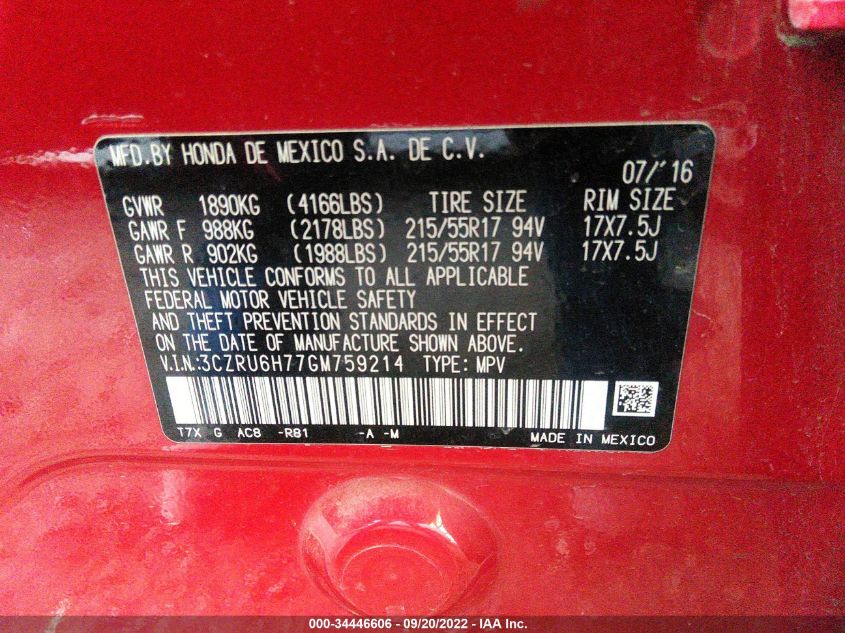 MFD.BY HONDA DE MEXICO S.A. DE C.V.
07/'16
GVWR 1890KG (4166LBS) TIRE SIZE RIM SIZE
GAWR F 988KG (2178LBS) 215/55R17 94V 17X7.5J
GAWR R 902KG (1988LBS) 215/55R17 94V 17X7.5J
THIS VEHICLE CONFORMS TO ALL APPLICABLE
FEDERAL MOTOR VEHICLE SAFETY
AND THEFT PREVENTION STANDARDS IN EFFECT
ON THE DATE OF MANUFACTURE SHOWN ABOVE.
V.I.N.:3CZRU6H77GM759214 TYPE: MPV
T7X G AC8 -R81 -A -M MADE IN MEXICO
000-34446606 - 09/20/2022 - IAA Inc.